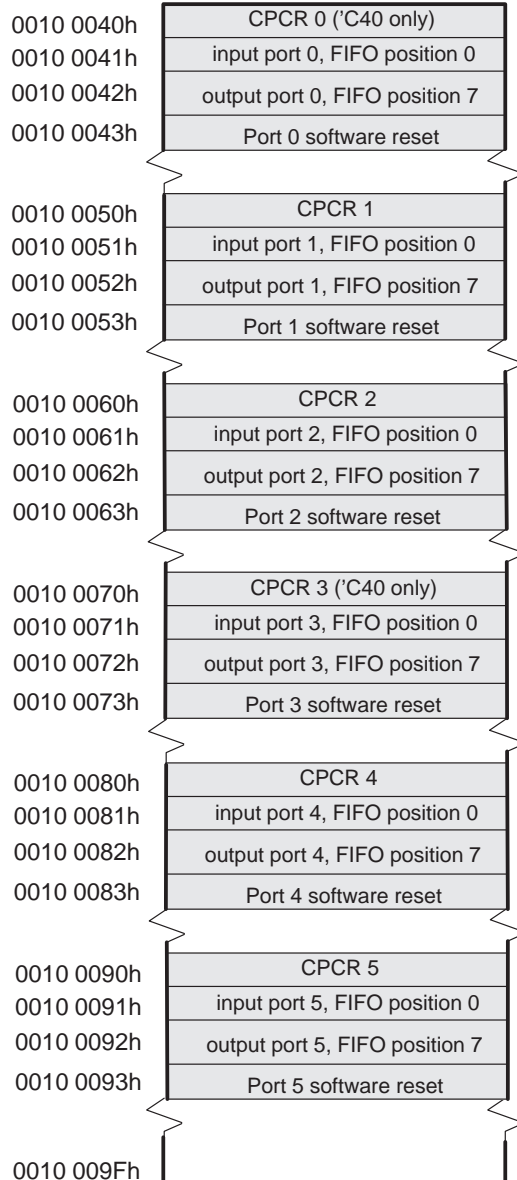 0010 0040h CPCR 0 ('C40 only)
0010 0041h input port 0, FIFO position 0
0010 0042h output port 0, FIFO position 7
0010 0043h Port 0 software reset
0010 0050h CPCR 1
0010 0051h input port 1, FIFO position 0
0010 0052h output port 1, FIFO position 7
0010 0053h Port 1 software reset
0010 0060h CPCR 2
0010 0061h input port 2, FIFO position 0
0010 0062h output port 2, FIFO position 7
0010 0063h Port 2 software reset
0010 0070h CPCR 3 ('C40 only)
0010 0071h input port 3, FIFO position 0
0010 0072h output port 3, FIFO position 7
0010 0073h Port 3 software reset
0010 0080h CPCR 4
0010 0081h input port 4, FIFO position 0
0010 0082h output port 4, FIFO position 7
0010 0083h Port 4 software reset
0010 0090h CPCR 5
0010 0091h input port 5, FIFO position 0
0010 0092h output port 5, FIFO position 7
0010 0093h Port 5 software reset
0010 009Fh